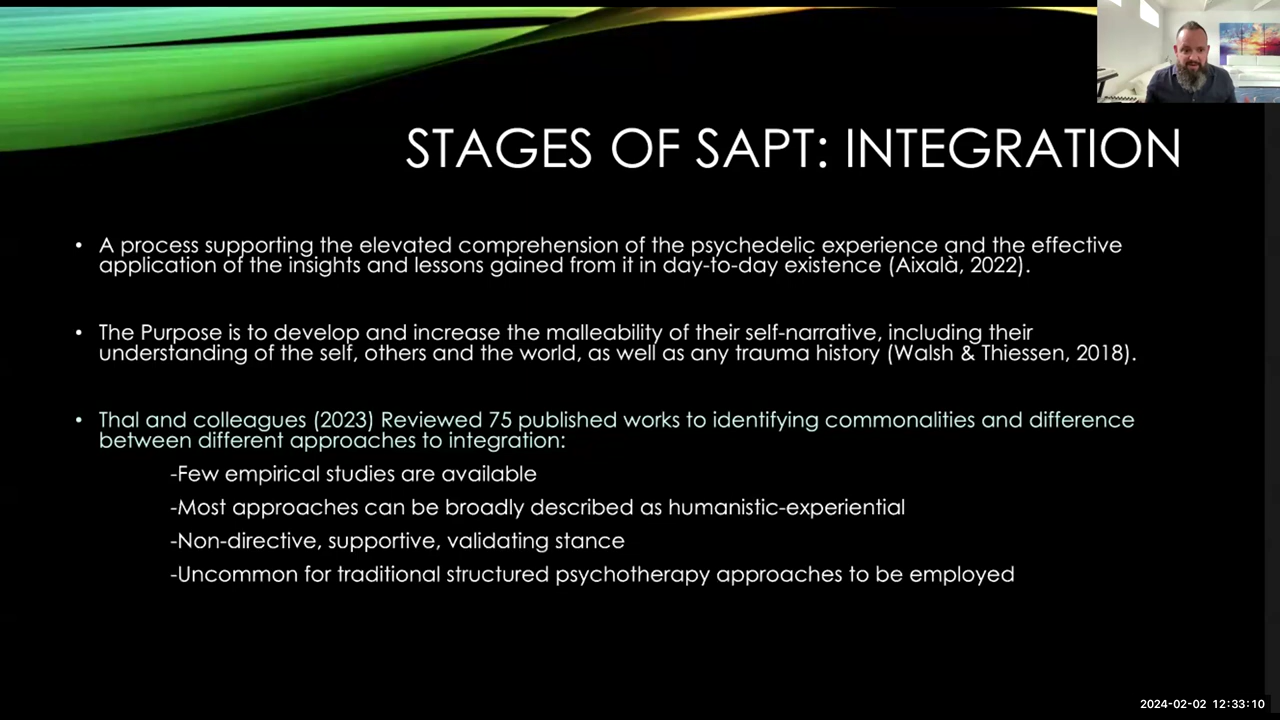 STAGES OF SAPT: INTEGRATION
• A process supporting the elevated comprehension of the psychedelic experience and the effective
application of the insights and lessons gained from it in day-to-day existence (Aixalà, 2022).
• The Purpose is to develop and increase the malleability of their self-narrative, including their
understanding of the self, others and the world, as well as any trauma history (Walsh & Thiessen, 2018).
• Thal and colleagues (2023) Reviewed 75 published works to identifying commonalities and difference
between different approaches to integration:
-Few empirical studies are available
-Most approaches can be broadly described as humanistic-experiential
-Non-directive, supportive, validating stance
-Uncommon for traditional structured psychotherapy approaches to be employed
2024-02-02 12:33:10